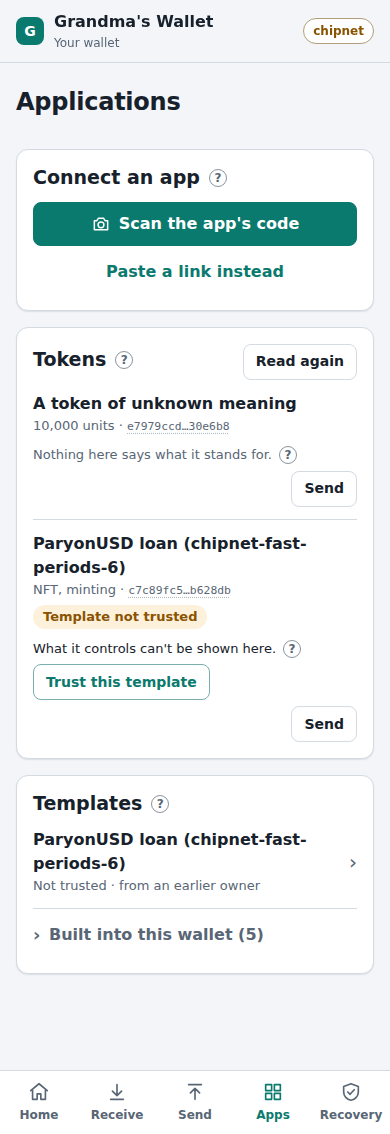 G
Grandma's Wallet
Your wallet
chipnet
Applications
Connect an app ?
Scan the app's code
Paste a link instead
Tokens ?
Read again
A token of unknown meaning
10,000 units · e7979ccd…30e6b8
Nothing here says what it stands for. ?
Send
ParyonUSD loan (chipnet-fast-
periods-6)
NFT, minting · c7c89fc5…b628db
Template not trusted
What it controls can't be shown here. ?
Trust this template
Send
Templates ?
ParyonUSD loan (chipnet-fast-
periods-6)
Not trusted · from an earlier owner
Built into this wallet (5)
Home
Receive
Send
Apps
Recovery